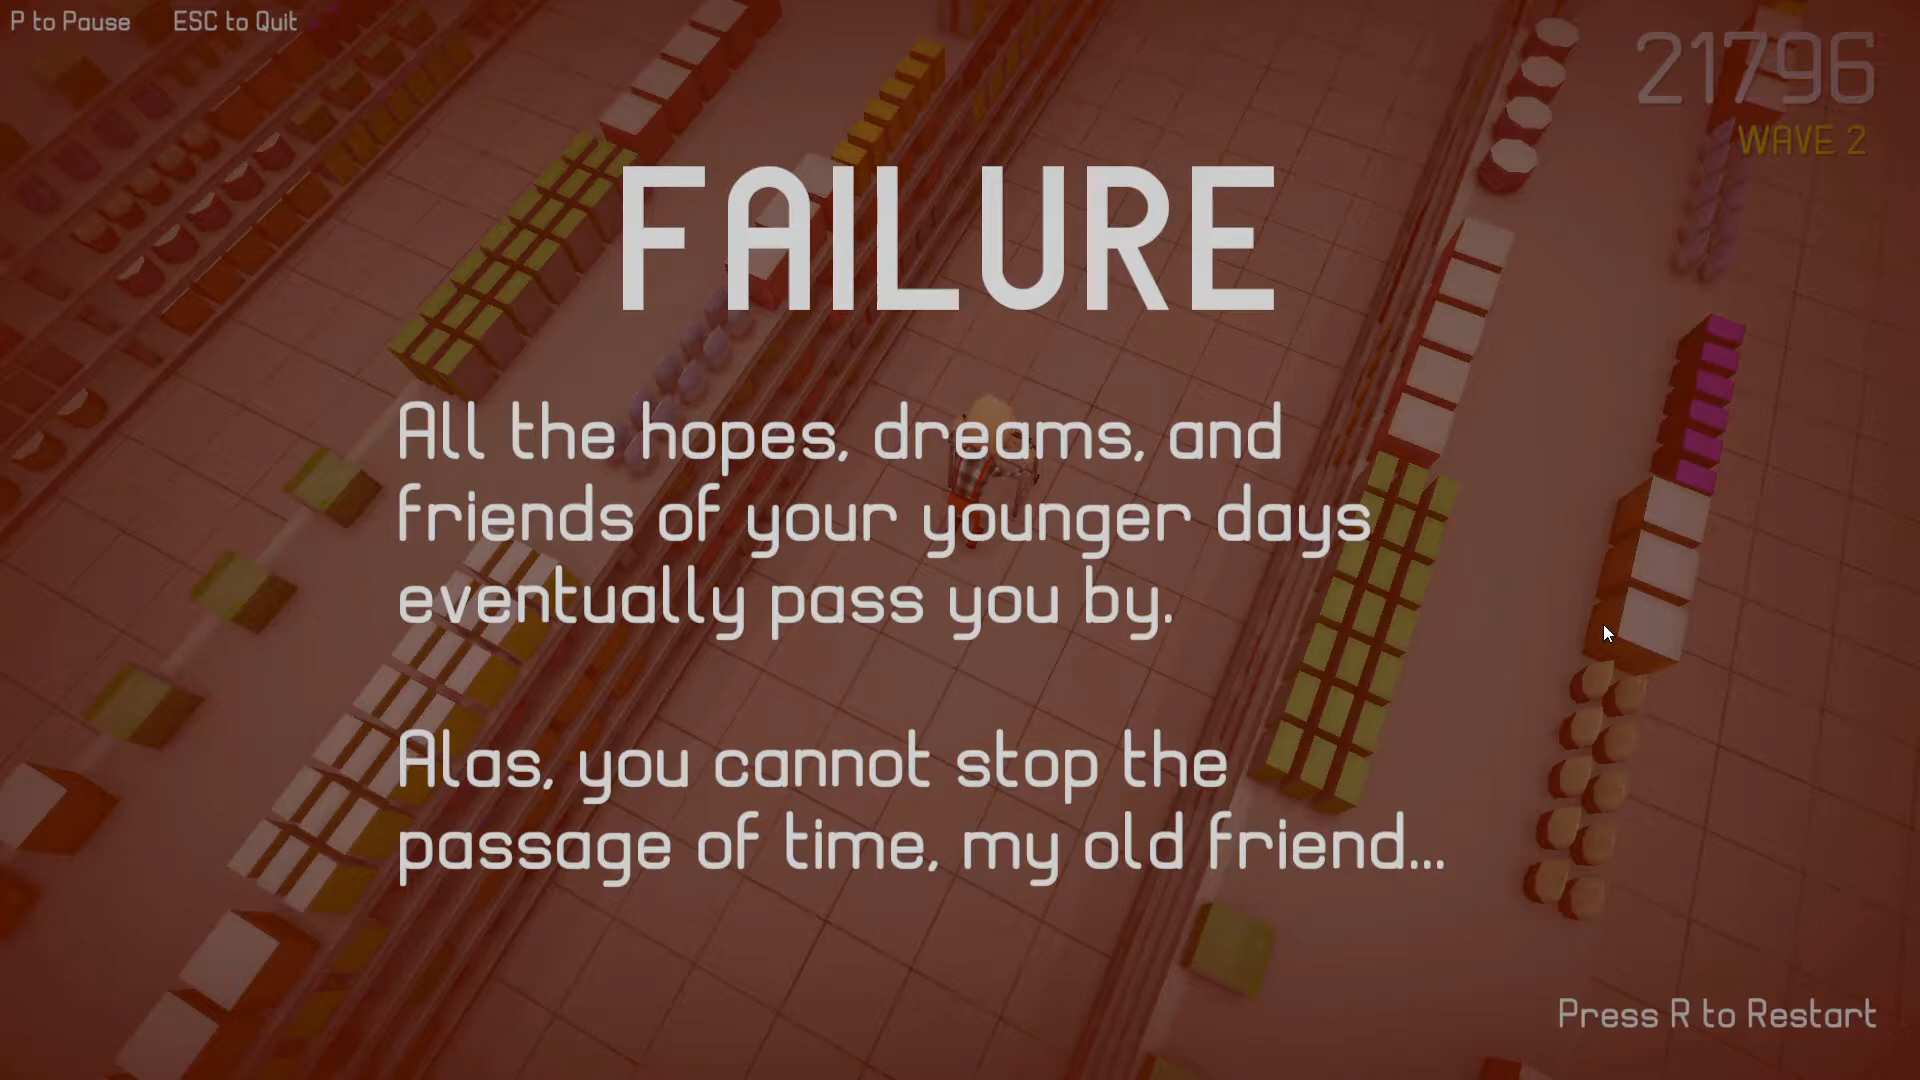 P to Pause ESC to Quit
21796
WAVE 2
FAILURE
All the hopes, dreams, and
friends of your younger days
eventually pass you by.
Alas, you cannot stop the
passage of time, my old friend...
Press R to Restart